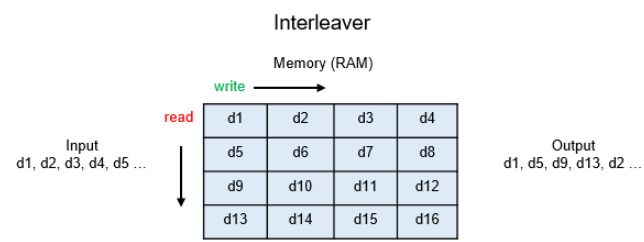 Interleaver
Memory (RAM)
write
read
d1 d2 d3 d4
d5 d6 d7 d8
d9 d10 d11 d12
d13 d14 d15 d16
Input
d1, d2, d3, d4, d5 ...
Output
d1, d5, d9, d13, d2 ...